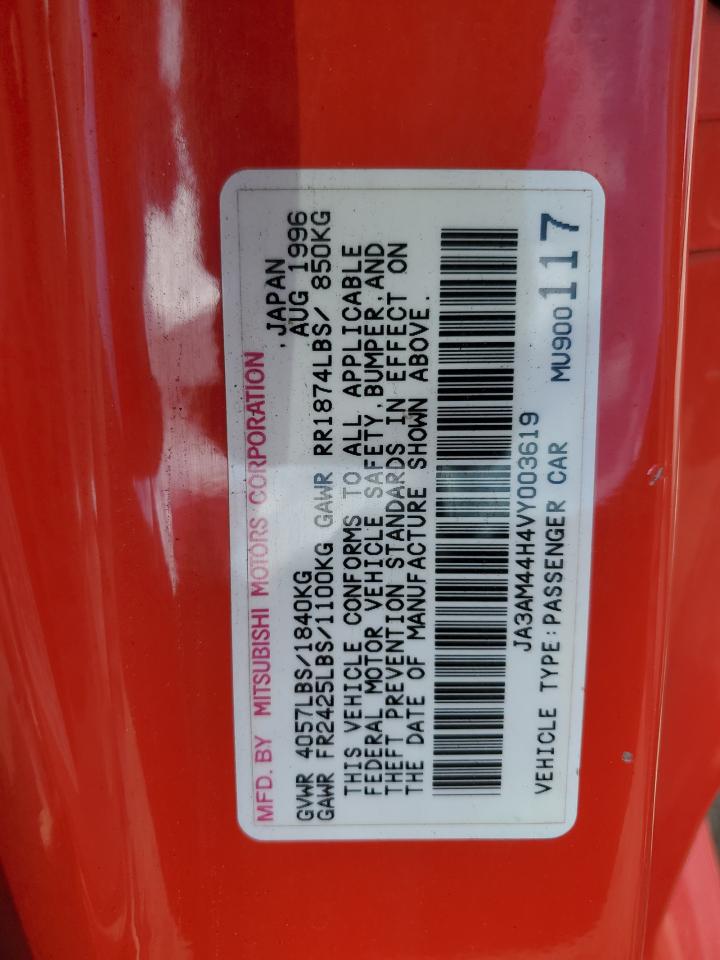 MFD. BY MITSUBISHI MOTORS CORPORATION , JAPAN
GVWR 4057LBS/1840KG AUG 1996
GAWR FR2425LBS/1100KG GAWR RR1874LBS/ 850KG
THIS VEHICLE CONFORMS TO ALL APPLICABLE
FEDERAL MOTOR VEHICLE SAFETY,BUMPER,AND
THEFT PREVENTION STANDARDS IN EFFECT ON
THE DATE OF MANUFACTURE SHOWN ABOVE.
JA3AM44H4VY003619
VEHICLE TYPE:PASSENGER CAR MU900117